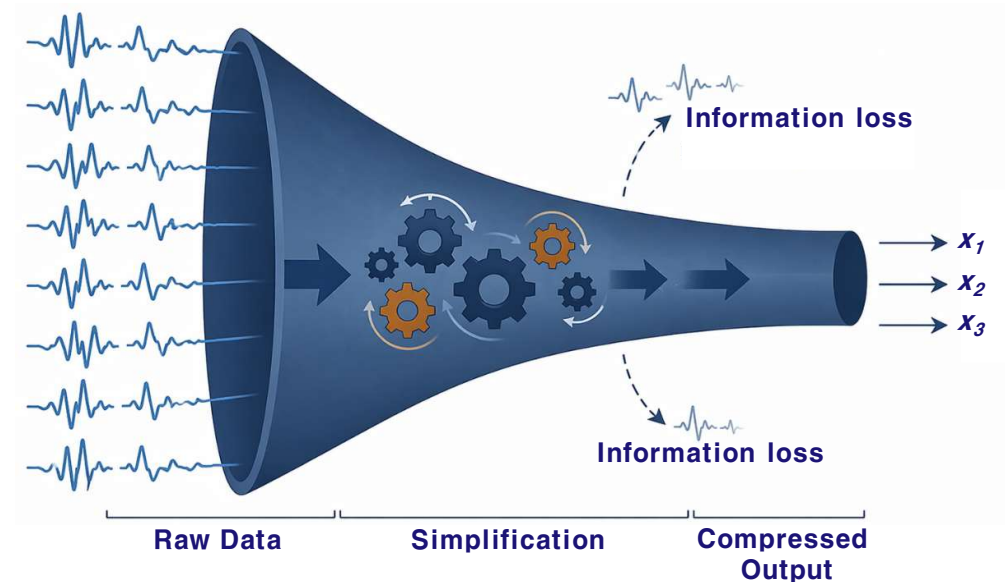 Information loss
x₁
x₂
x₃
Information loss
Raw Data
Simplification
Compressed
Output